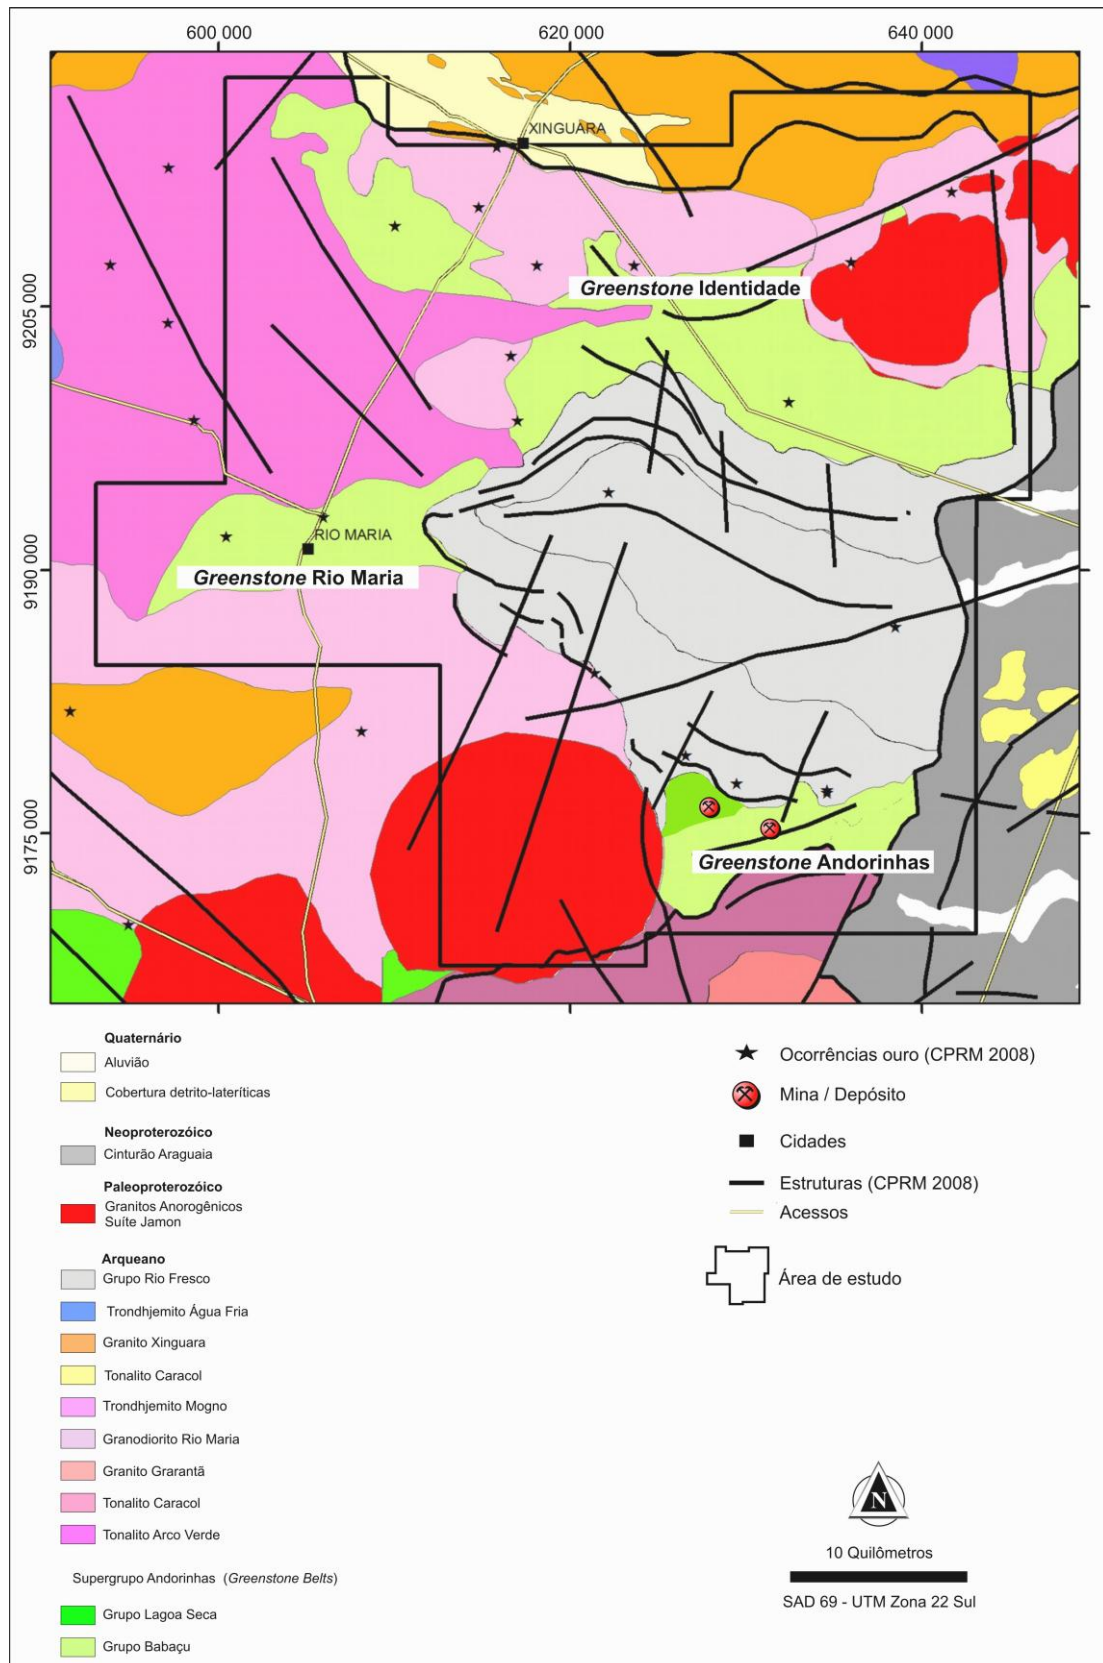 600 000
620 000
640 000
XINGUARA
Greenstone Identidade
9205 000
RIO MARIA
Greenstone Rio Maria
9190 000
9175 000
Greenstone Andorinhas
Quaternário
Aluvião
Cobertura detrito-lateríticas
Neoproterozóico
Cinturão Araguaia
Paleoproterozóico
Granitos Anorogênicos
Suíte Jamon
Arqueano
Grupo Rio Fresco
Trondhjemito Água Fria
Granito Xinguara
Tonalito Caracol
Trondhjemito Mogno
Granodiorito Rio Maria
Granito Grarantã
Tonalito Caracol
Tonalito Arco Verde
Supergrupo Andorinhas (Greenstone Belts)
Grupo Lagoa Seca
Grupo Babaçu
Ocorrências ouro (CPRM 2008)
Mina / Depósito
Cidades
Estruturas (CPRM 2008)
Acessos
Área de estudo
N
10 Quilômetros
SAD 69 - UTM Zona 22 Sul